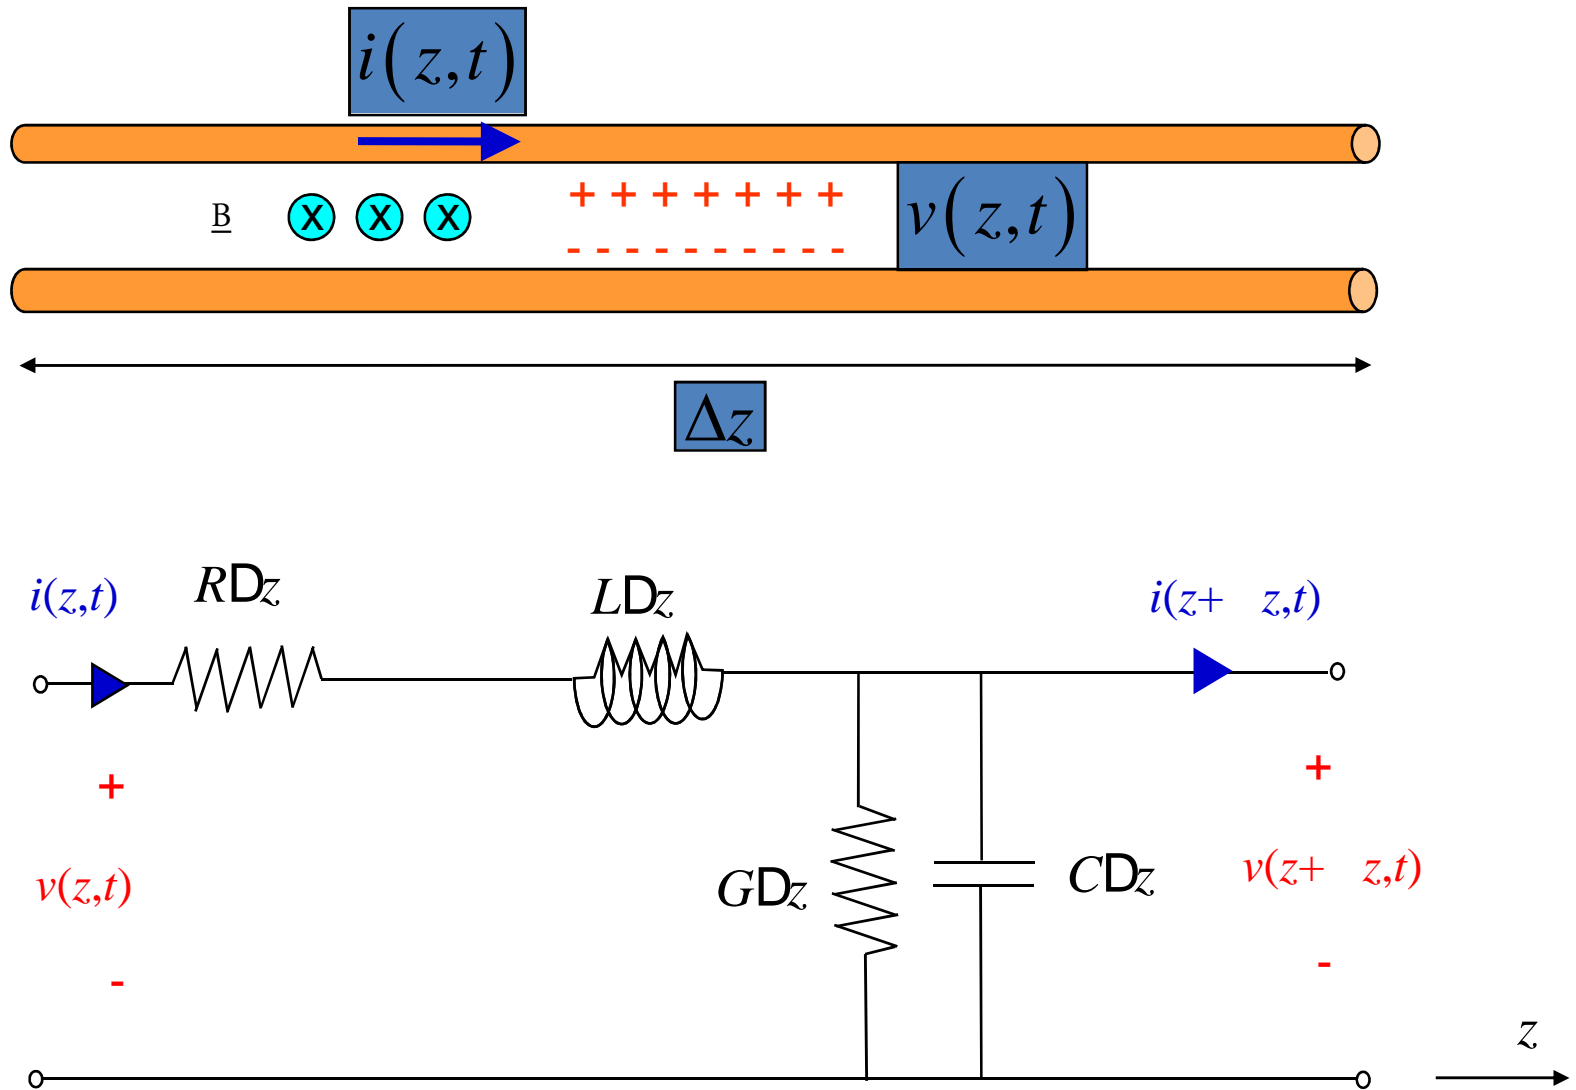 i(z,t)
B X X X
+ + + + + + +
- - - - - - - - - -
v(z,t)
Δz
i(z,t) RDz LDz i(z+ z,t)
+ +
v(z,t) GDz CDz v(z+ z,t)
- -
z